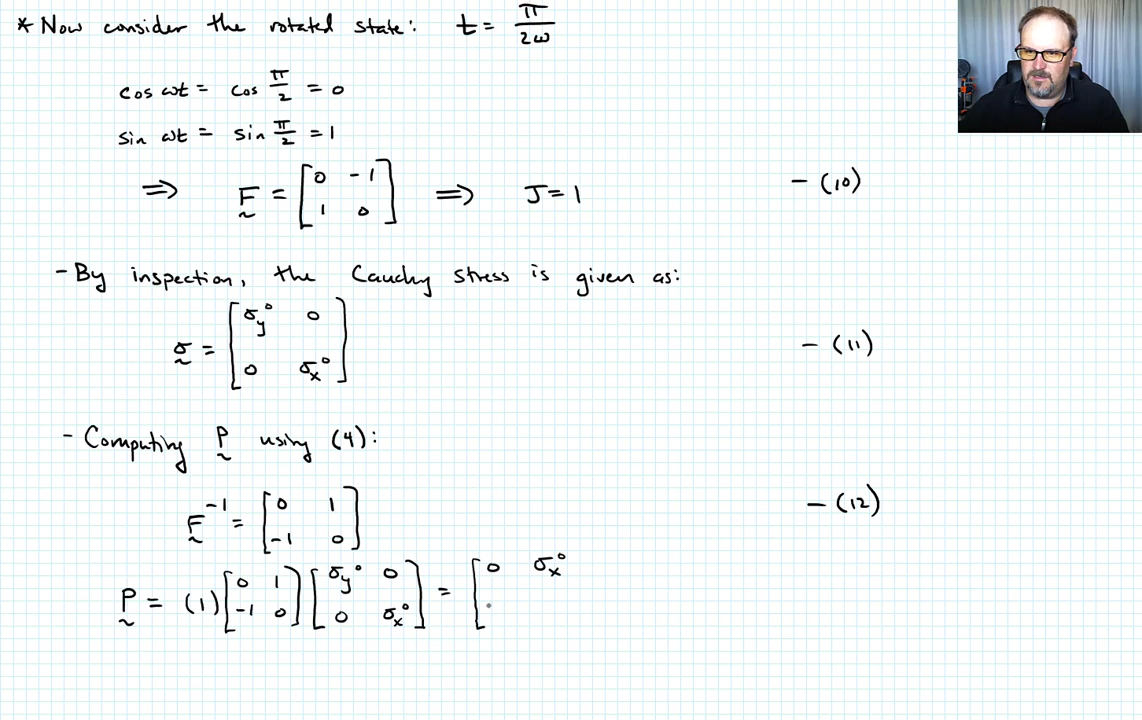 * Now consider the rotated state: t = π/2ω
cos ωt = cos π/2 = 0
sin ωt = sin π/2 = 1
⇒ F̰ = [0 -1; 1 0] ⇒ J = 1 - (10)
- By inspection, the Cauchy stress is given as:
σ̰ = [σy° 0; 0 σx°] - (11)
- Computing P̰ using (4):
F̰⁻¹ = [0 1; -1 0] - (12)
P̰ = (1)[0 1; -1 0][σy° 0; 0 σx°] = [0 σx°